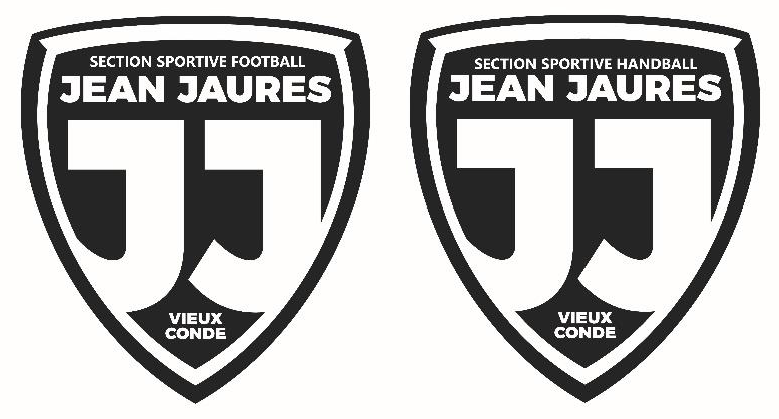 SECTION SPORTIVE FOOTBALL
JEAN JAURES
JJ
VIEUX
CONDE
SECTION SPORTIVE HANDBALL
JEAN JAURES
JJ
VIEUX
CONDE